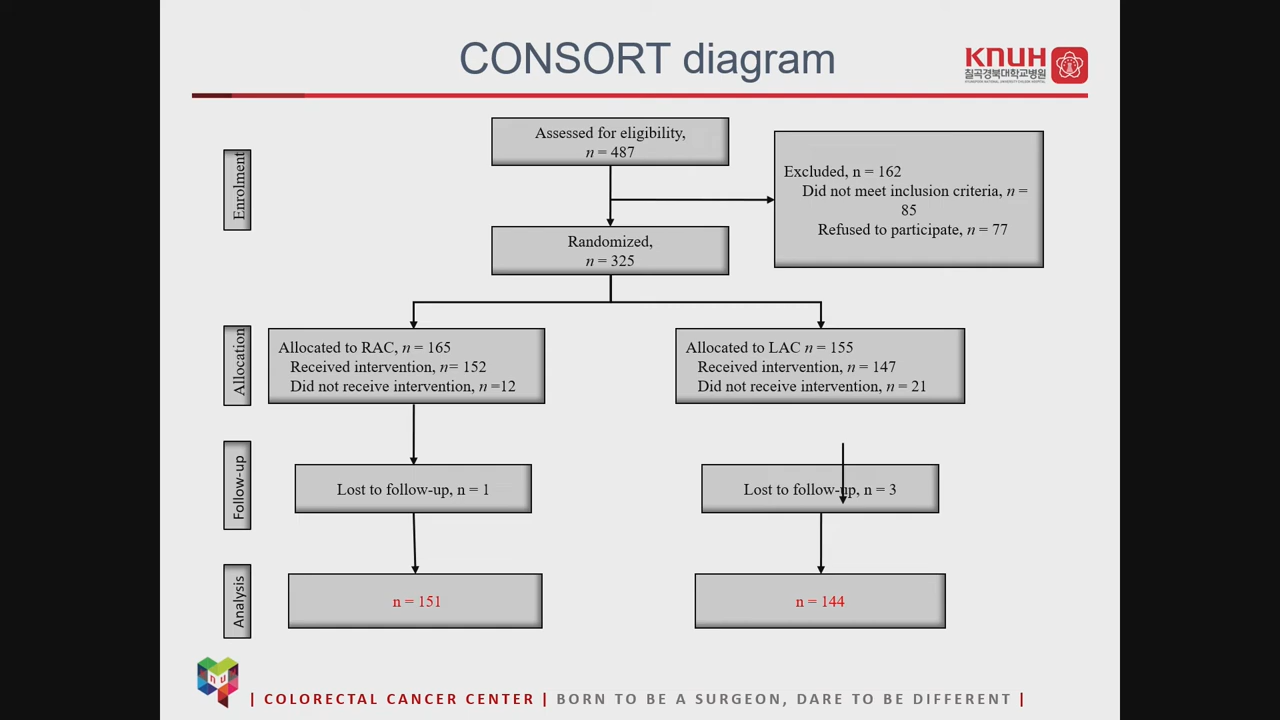 CONSORT diagram
KNUH
칠곡경북대학교병원
Assessed for eligibility,
n = 487
Enrolment
Excluded, n = 162
Did not meet inclusion criteria, n =
85
Refused to participate, n = 77
Randomized,
n = 325
Allocation
Allocated to RAC, n = 165
Received intervention, n= 152
Did not receive intervention, n =12
Allocated to LAC n = 155
Received intervention, n = 147
Did not receive intervention, n = 21
Follow-up
Lost to follow-up, n = 1
Lost to follow-up, n = 3
Analysis
n = 151
n = 144
| COLORECTAL CANCER CENTER | BORN TO BE A SURGEON, DARE TO BE DIFFERENT |